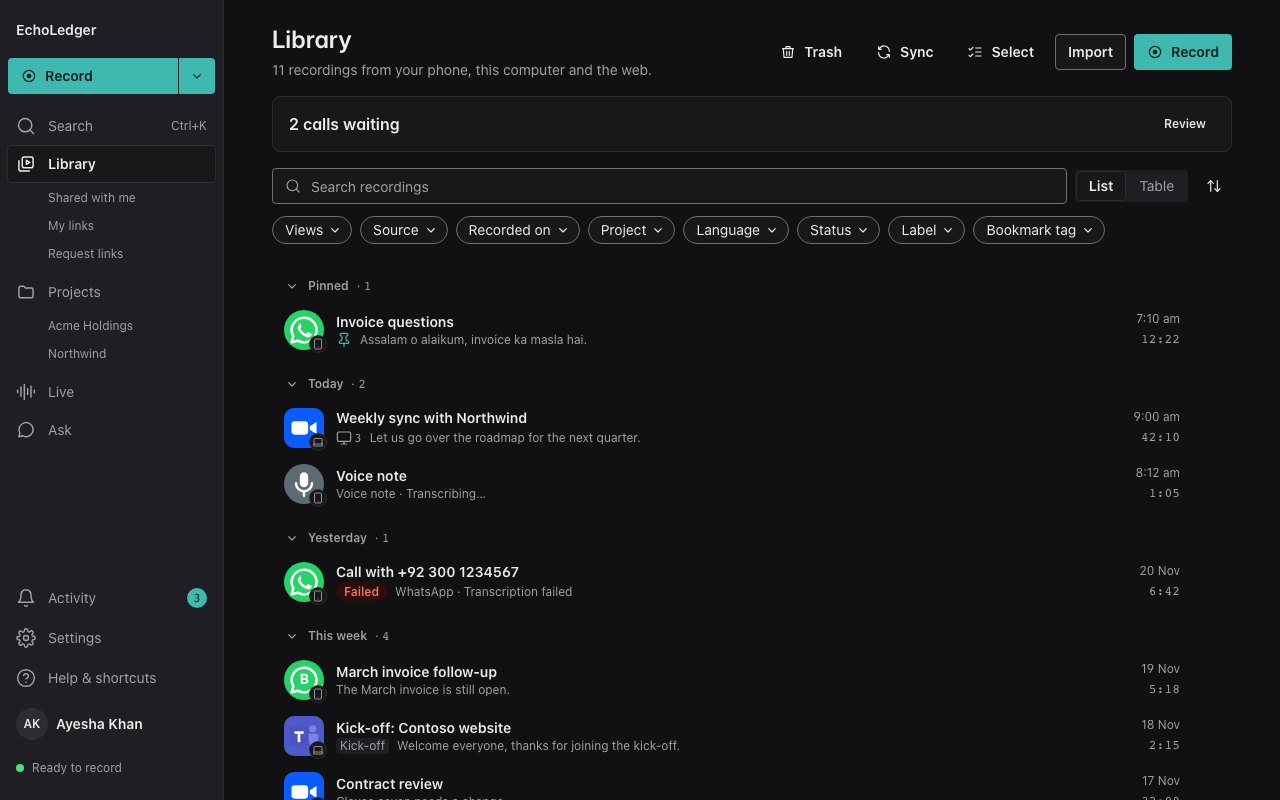 EchoLedger
Record
Search Ctrl+K
Library
Shared with me
My links
Request links
Projects
Acme Holdings
Northwind
Live
Ask
Activity 3
Settings
Help & shortcuts
AK Ayesha Khan
Ready to record
Library
11 recordings from your phone, this computer and the web.
Trash Sync Select Import Record
2 calls waiting Review
Search recordings List Table
Views Source Recorded on Project Language Status Label Bookmark tag
Pinned · 1
Invoice questions 7:10 am
Assalam o alaikum, invoice ka masla hai. 12:22
Today · 2
Weekly sync with Northwind 9:00 am
3 Let us go over the roadmap for the next quarter. 42:10
Voice note 8:12 am
Voice note · Transcribing... 1:05
Yesterday · 1
Call with +92 300 1234567 20 Nov
Failed WhatsApp · Transcription failed 6:42
This week · 4
B March invoice follow-up 19 Nov
The March invoice is still open. 5:18
T Kick-off: Contoso website 18 Nov
Kick-off Welcome everyone, thanks for joining the kick-off. 2:15
Contract review 17 Nov